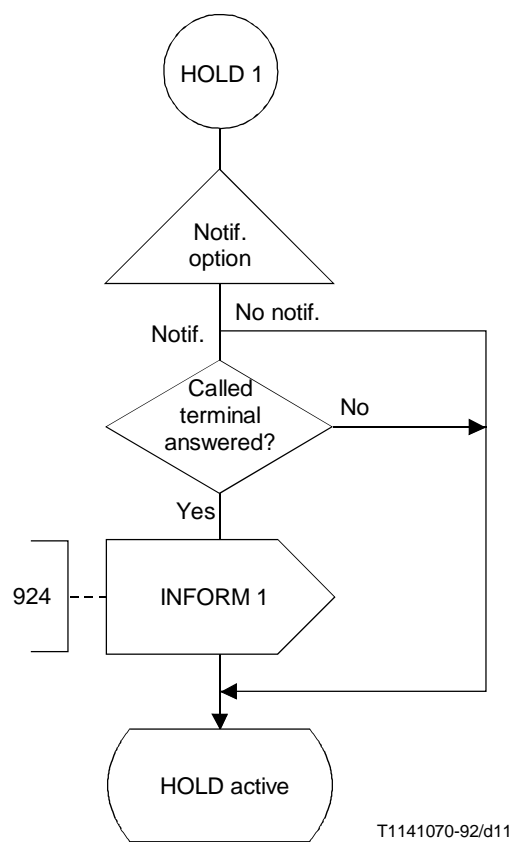 HOLD 1
Notif.
option
No notif.
Notif.
Called
terminal
answered?
No
Yes
924
INFORM 1
HOLD active
T1141070-92/d11